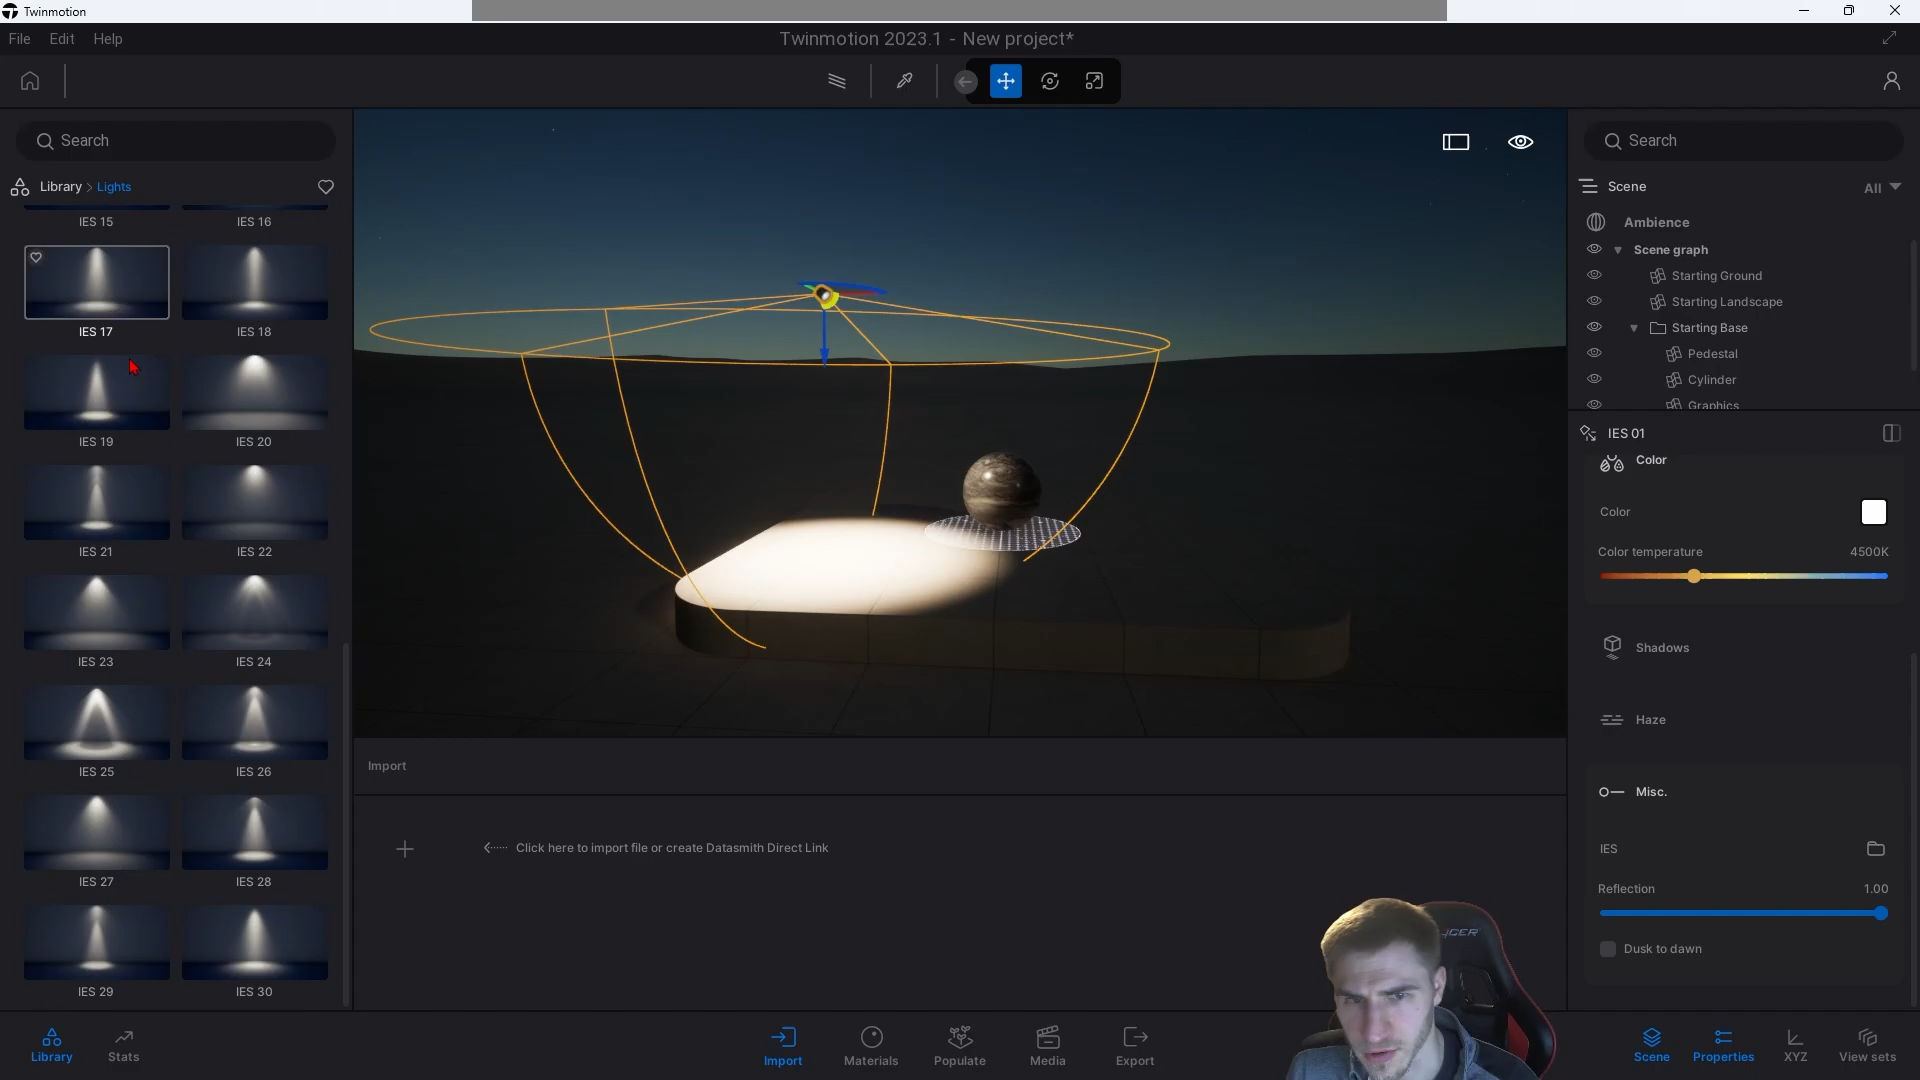 Twinmotion
File Edit Help
Twinmotion 2023.1 - New project*
Search
Library > Lights
IES 15
IES 16
IES 17
IES 18
IES 19
IES 20
IES 21
IES 22
IES 23
IES 24
IES 25
IES 26
IES 27
IES 28
IES 29
IES 30
Import
Click here to import file or create Datasmith Direct Link
Search
Scene
All
Ambience
Scene graph
Starting Ground
Starting Landscape
Starting Base
Pedestal
Cylinder
Graphics
IES 01
Color
Color
Color temperature 4500K
Shadows
Haze
Misc.
IES
Reflection 1.00
Dusk to dawn
Library
Stats
Import
Materials
Populate
Media
Export
Scene
Properties
XYZ
View sets